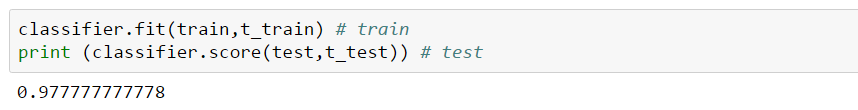 classifier.fit(train,t_train) # train
print (classifier.score(test,t_test)) # test
0.977777777778